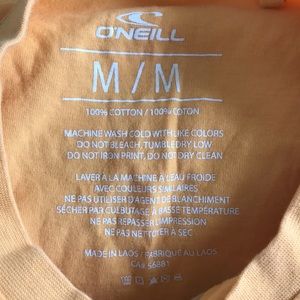 O'NEILL
M / M
100% COTTON / 100% COTON
MACHINE WASH COLD WITH LIKE COLORS
DO NOT BLEACH, TUMBLE DRY LOW
DO NOT IRON PRINT, DO NOT DRY CLEAN
LAVER A LA MACHINE A L'EAU FROIDE
AVEC COULEURS SIMILAIRES
NE PAS UTILISER D'AGENT DE BLANCHIMENT
SÉCHER PAR CULBUTAGE À BASSE TEMPÉRATURE
NE PAS REPASSER L'IMPRESSION
NE PAS NETTOYER À SEC
MADE IN LAOS / FABRIQUÉ AU LAOS
CA# 56881